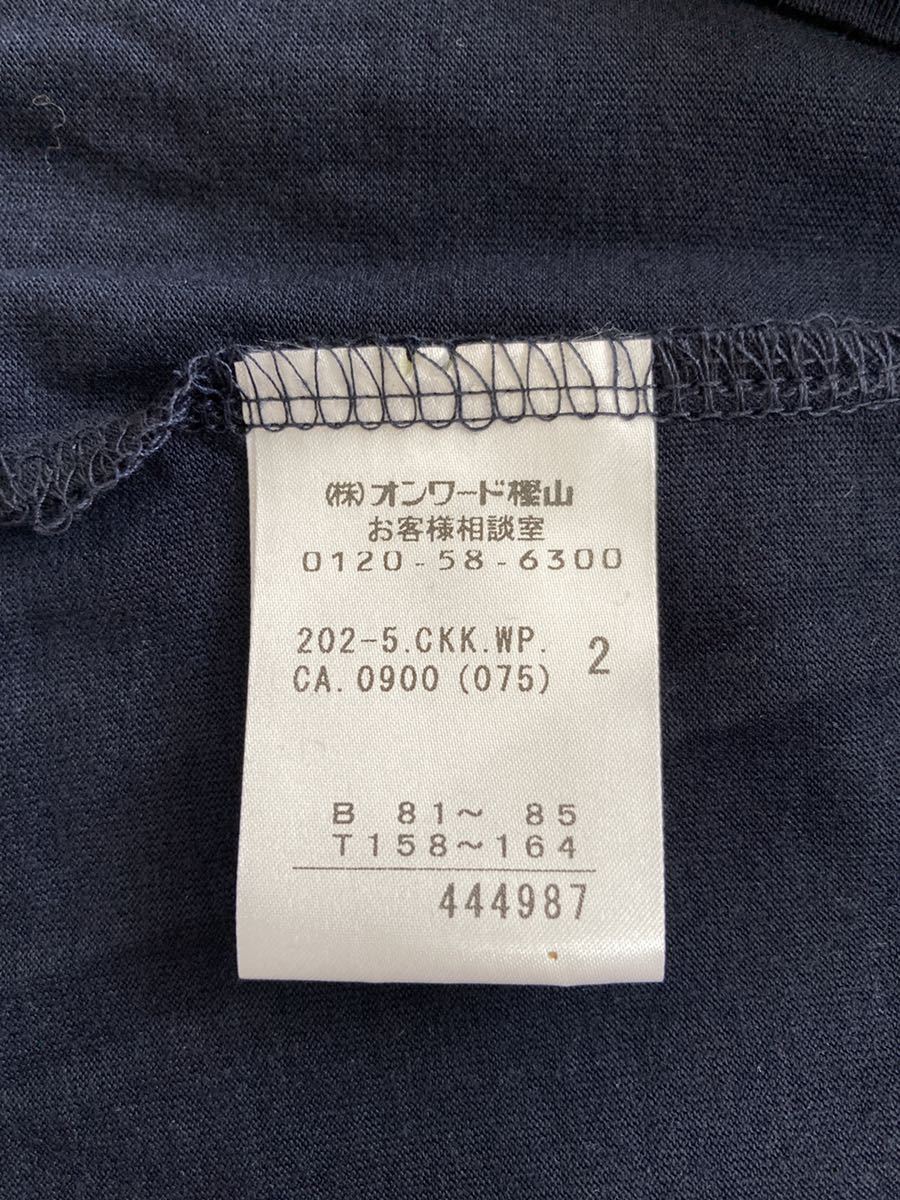 (株)オンワード樫山
お客様相談室
0120-58-6300
202-5.CKK.WP. 2
CA.0900 (075)
B 81~ 85
T158~164
444987